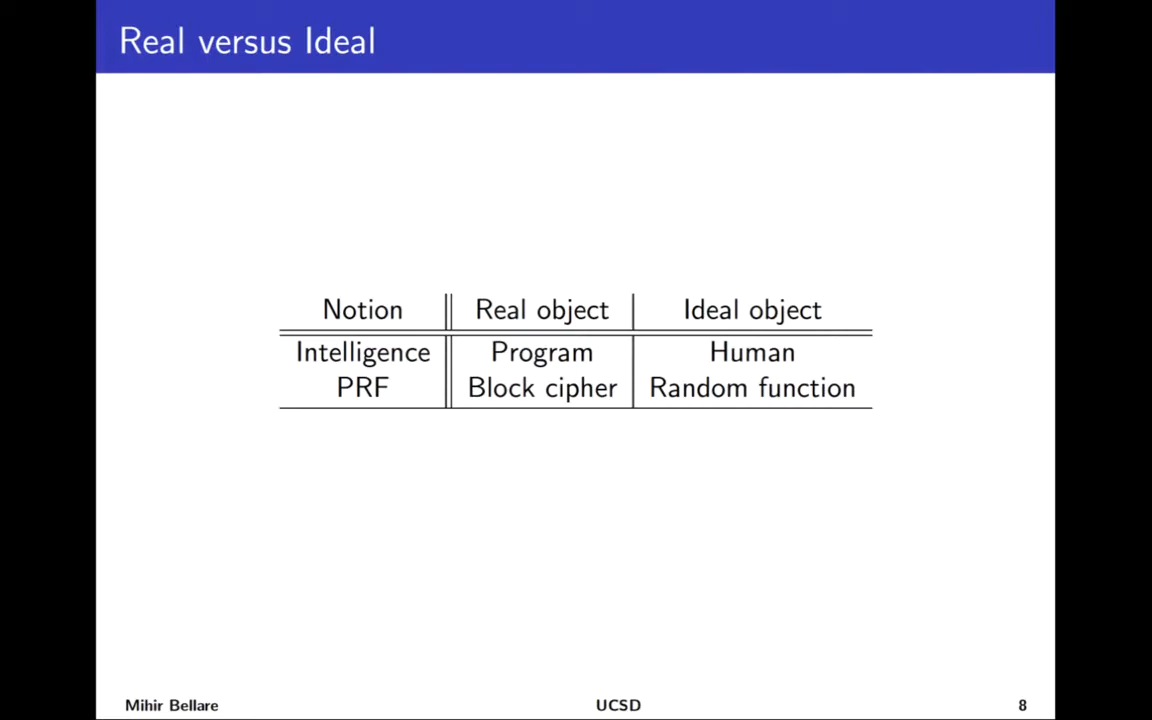 Real versus Ideal
Notion Real object Ideal object
Intelligence Program Human
PRF Block cipher Random function
Mihir Bellare UCSD 8